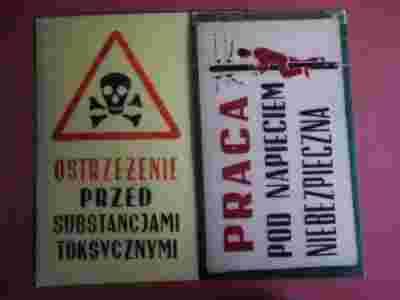 OSTRZEŻENIE
PRZED
SUBSTANCJAMI
TOKSYCZNYMI
PRACA
POD NAPIĘCIEM
NIEBEZPIECZNA